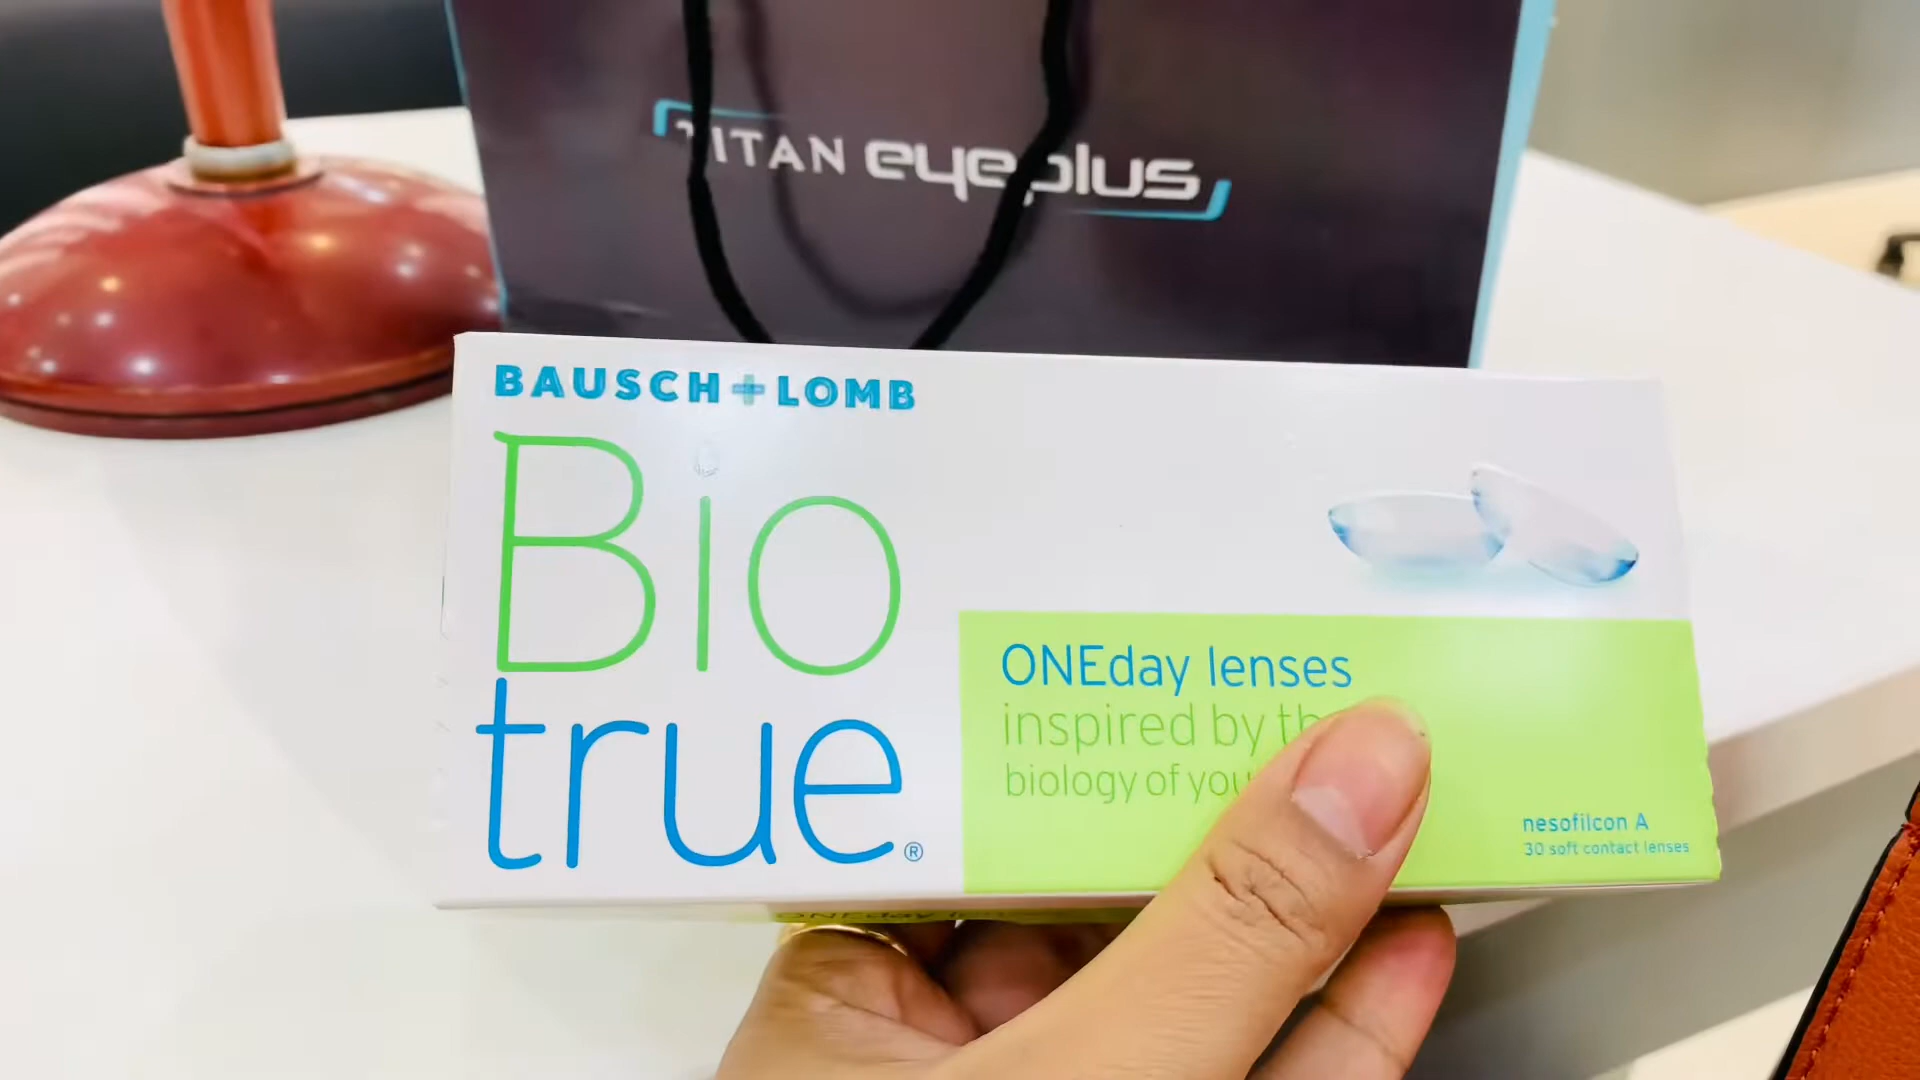 TITAN eyeplus
BAUSCH + LOMB
Bio
true®
ONEday lenses
inspired by
biology of
nesofilcon A
30 soft contact lenses